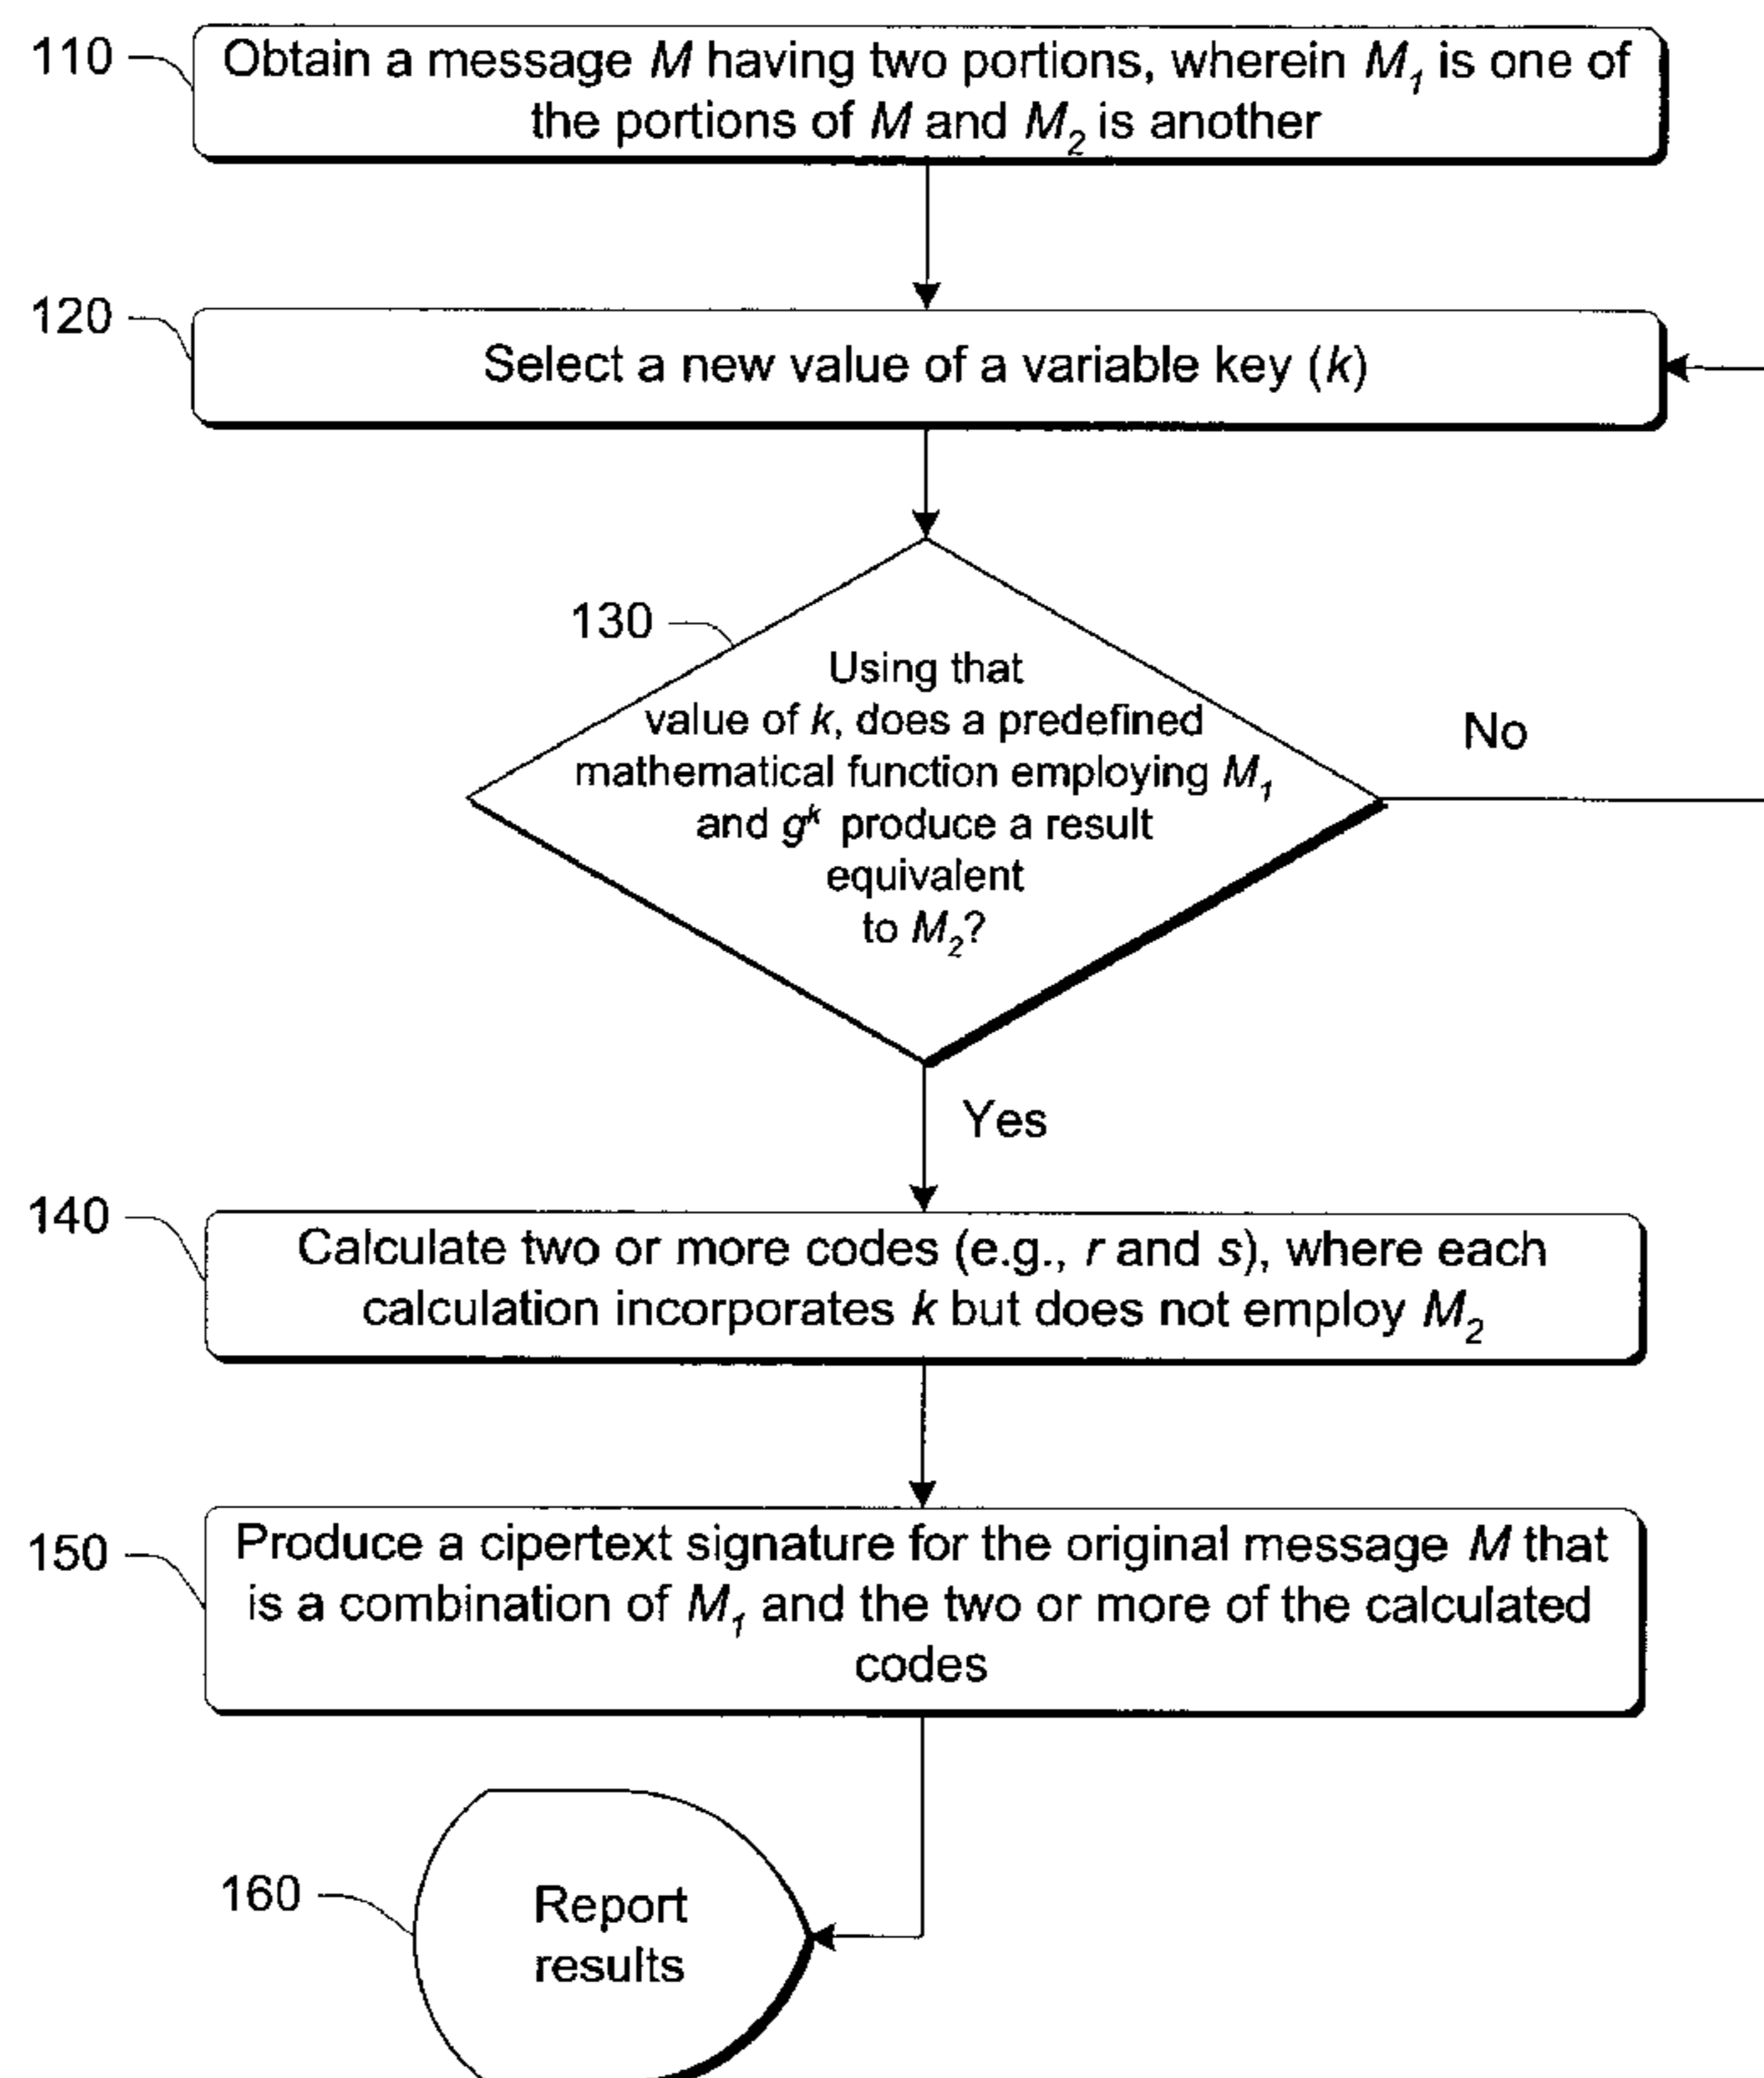 110
Obtain a message M having two portions, wherein M₁ is one of
the portions of M and M₂ is another
120
Select a new value of a variable key (k)
130
Using that
value of k, does a predefined
mathematical function employing M₁
and gᵏ produce a result
equivalent
to M₂?
No
Yes
140
Calculate two or more codes (e.g., r and s), where each
calculation incorporates k but does not employ M₂
150
Produce a cipertext signature for the original message M that
is a combination of M₁ and the two or more of the calculated
codes
160
Report
results